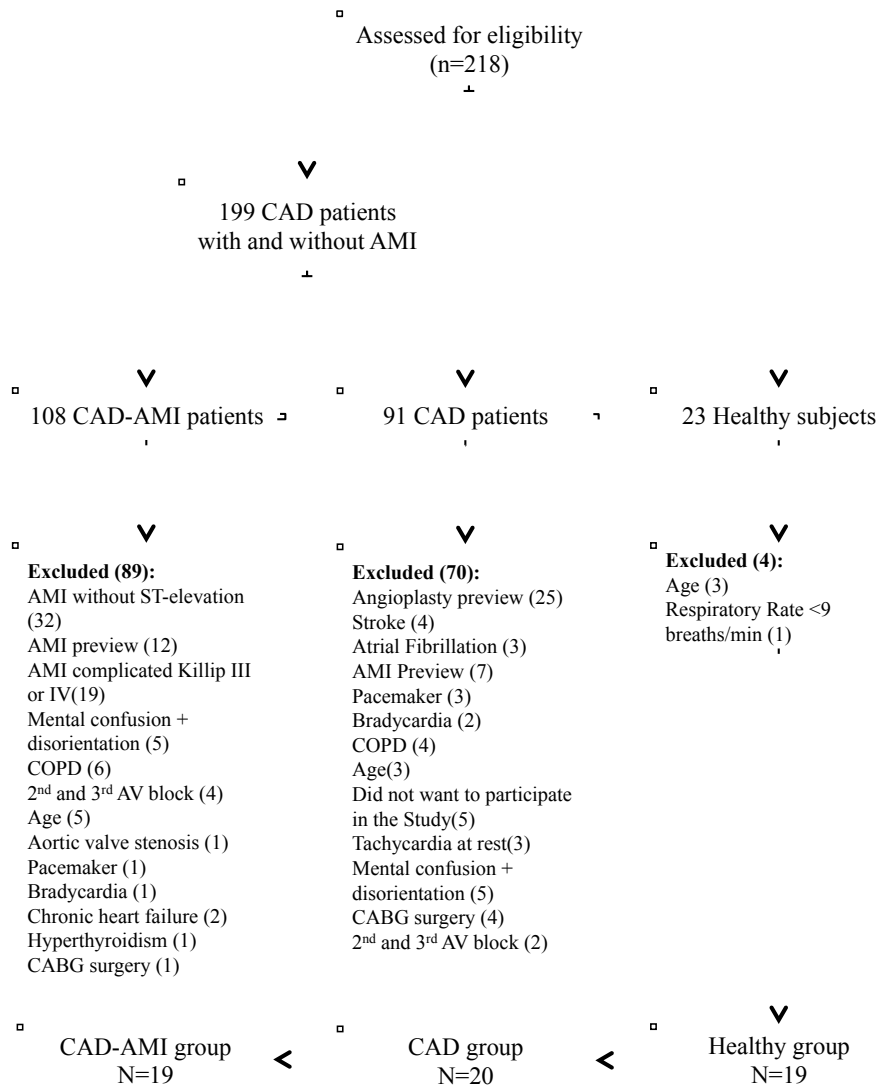 Assessed for eligibility
(n=218)
199 CAD patients
with and without AMI
108 CAD-AMI patients
91 CAD patients
23 Healthy subjects
Excluded (89):
AMI without ST-elevation
(32)
AMI preview (12)
AMI complicated Killip III
or IV(19)
Mental confusion +
disorientation (5)
COPD (6)
2nd and 3rd AV block (4)
Age (5)
Aortic valve stenosis (1)
Pacemaker (1)
Bradycardia (1)
Chronic heart failure (2)
Hyperthyroidism (1)
CABG surgery (1)
Excluded (70):
Angioplasty preview (25)
Stroke (4)
Atrial Fibrillation (3)
AMI Preview (7)
Pacemaker (3)
Bradycardia (2)
COPD (4)
Age(3)
Did not want to participate
in the Study(5)
Tachycardia at rest(3)
Mental confusion +
disorientation (5)
CABG surgery (4)
2nd and 3rd AV block (2)
Excluded (4):
Age (3)
Respiratory Rate <9
breaths/min (1)
CAD-AMI group
N=19
CAD group
N=20
Healthy group
N=19